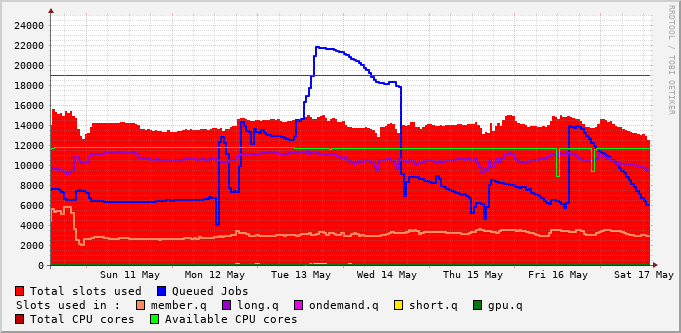 24000
22000
20000
18000
16000
14000
12000
10000
8000
6000
4000
2000
0
Sun 11 May Mon 12 May Tue 13 May Wed 14 May Thu 15 May Fri 16 May Sat 17 May
RRDTOOL / TOBI OETIKER
Total slots used Queued Jobs
Slots used in : member.q long.q ondemand.q short.q gpu.q
Total CPU cores Available CPU cores